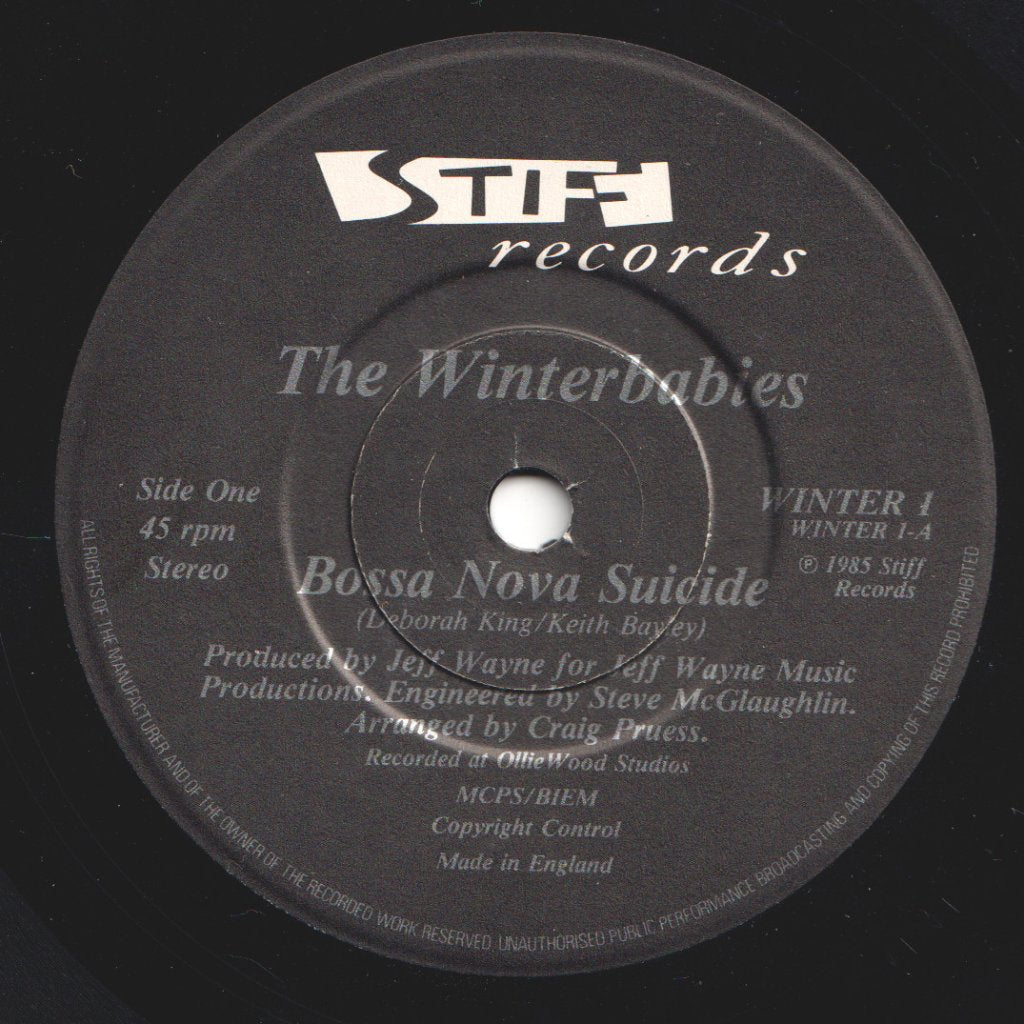 STIFF
records
The Winterbabies
Side One
45 rpm
Stereo
WINTER 1
WINTER 1-A
℗ 1985 Stiff
Records
Bossa Nova Suicide
(Deborah King/Keith Bayley)
Produced by Jeff Wayne for Jeff Wayne Music
Productions. Engineered by Steve McGlaughlin.
Arranged by Craig Pruess.
Recorded at OllieWood Studios
MCPS/BIEM
Copyright Control
Made in England
ALL RIGHTS OF THE MANUFACTURER AND OF THE OWNER OF THE RECORDED WORK RESERVED. UNAUTHORISED PUBLIC PERFORMANCE BROADCASTING AND COPYING OF THIS RECORD PROHIBITED